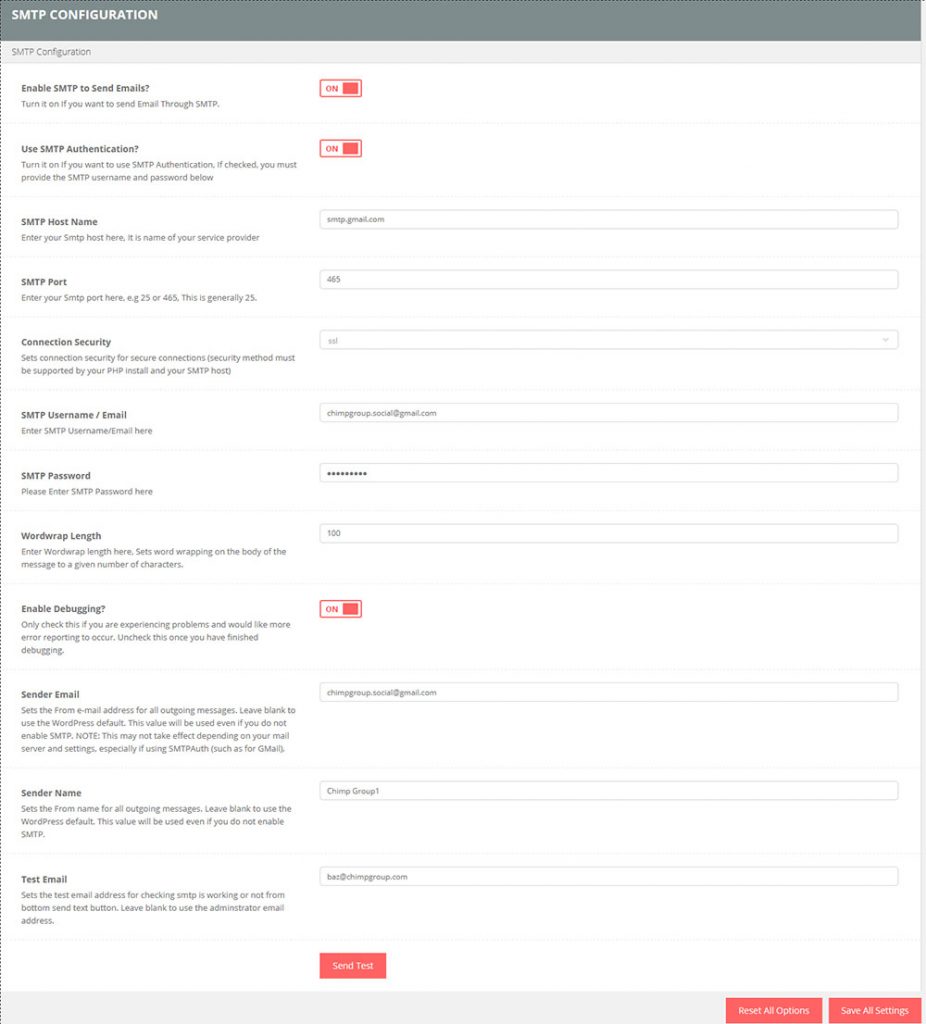 SMTP CONFIGURATION
SMTP Configuration
Enable SMTP to Send Emails?
ON
Turn it on If you want to send Email Through SMTP.
Use SMTP Authentication?
ON
Turn it on If you want to use SMTP Authentication, If checked, you must
provide the SMTP username and password below
SMTP Host Name
smtp.gmail.com
Enter your Smtp host here, It is name of your service provider
SMTP Port
465
Enter your Smtp port here, e.g 25 or 465, This is generally 25.
Connection Security
ssl
Sets connection security for secure connections (security method must
be supported by your PHP install and your SMTP host)
SMTP Username / Email
chimpgroup.social@gmail.com
Enter SMTP Username/Email here
SMTP Password
•••••••••
Please Enter SMTP Password here
Wordwrap Length
100
Enter Wordwrap length here, Sets word wrapping on the body of the
message to a given number of characters.
Enable Debugging?
ON
Only check this if you are experiencing problems and would like more
error reporting to occur. Uncheck this once you have finished
debugging.
Sender Email
chimpgroup.social@gmail.com
Sets the From e-mail address for all outgoing messages. Leave blank to
use the WordPress default. This value will be used even if you do not
enable SMTP. NOTE: This may not take effect depending on your mail
server and settings, especially if using SMTPAuth (such as for GMail).
Sender Name
Chimp Group1
Sets the From name for all outgoing messages. Leave blank to use the
WordPress default. This value will be used even if you do not enable
SMTP.
Test Email
baz@chimpgroup.com
Sets the test email address for checking smtp is working or not from
bottom send text button. Leave blank to use the adminstrator email
address.
Send Test
Reset All Options
Save All Settings